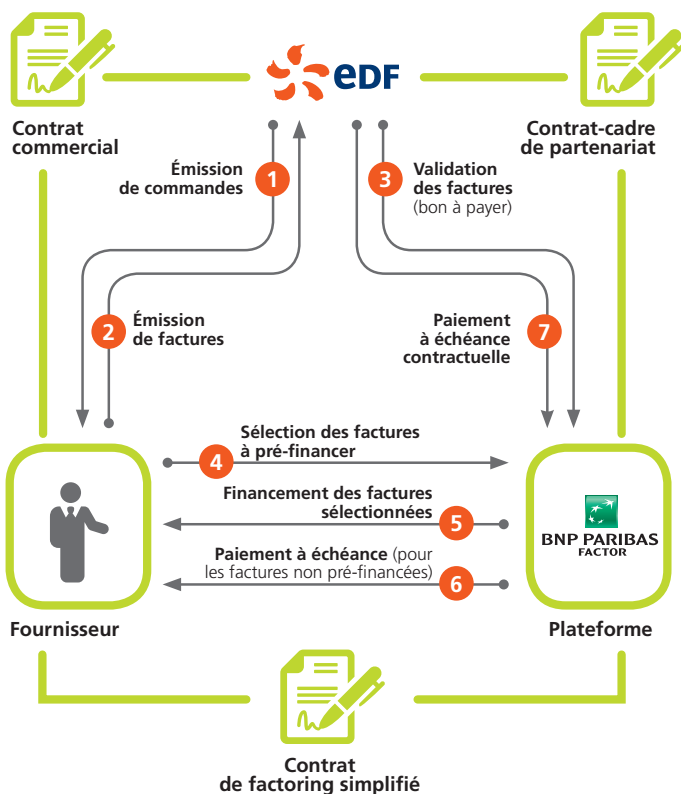 eDF
Contrat
commercial
Contrat-cadre
de partenariat
Émission
de commandes
1
3
Validation
des factures
(bon à payer)
2
Émission
de factures
Paiement
à échéance
contractuelle
7
Sélection des factures
à pré-financer
4
Financement des factures
sélectionnées
5
Paiement à échéance (pour
les factures non pré-financées)
6
BNP PARIBAS
FACTOR
Fournisseur
Plateforme
Contrat
de factoring simplifié